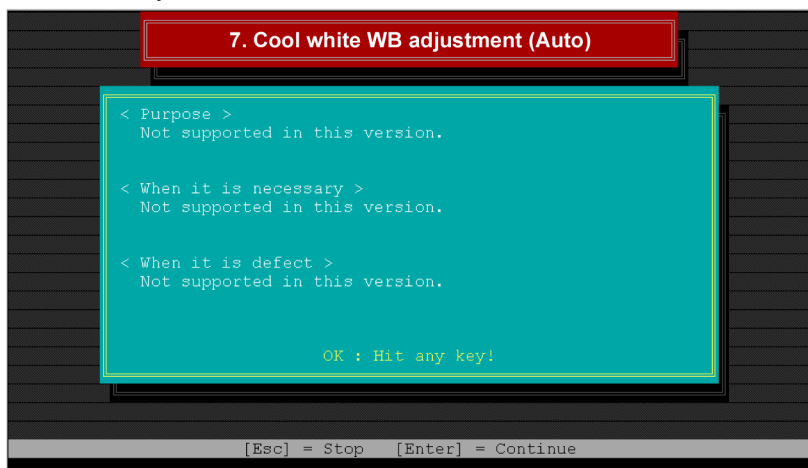 7. Cool white WB adjustment (Auto)
< Purpose >
Not supported in this version.
< When it is necessary >
Not supported in this version.
< When it is defect >
Not supported in this version.
OK : Hit any key!
[Esc] = Stop [Enter] = Continue